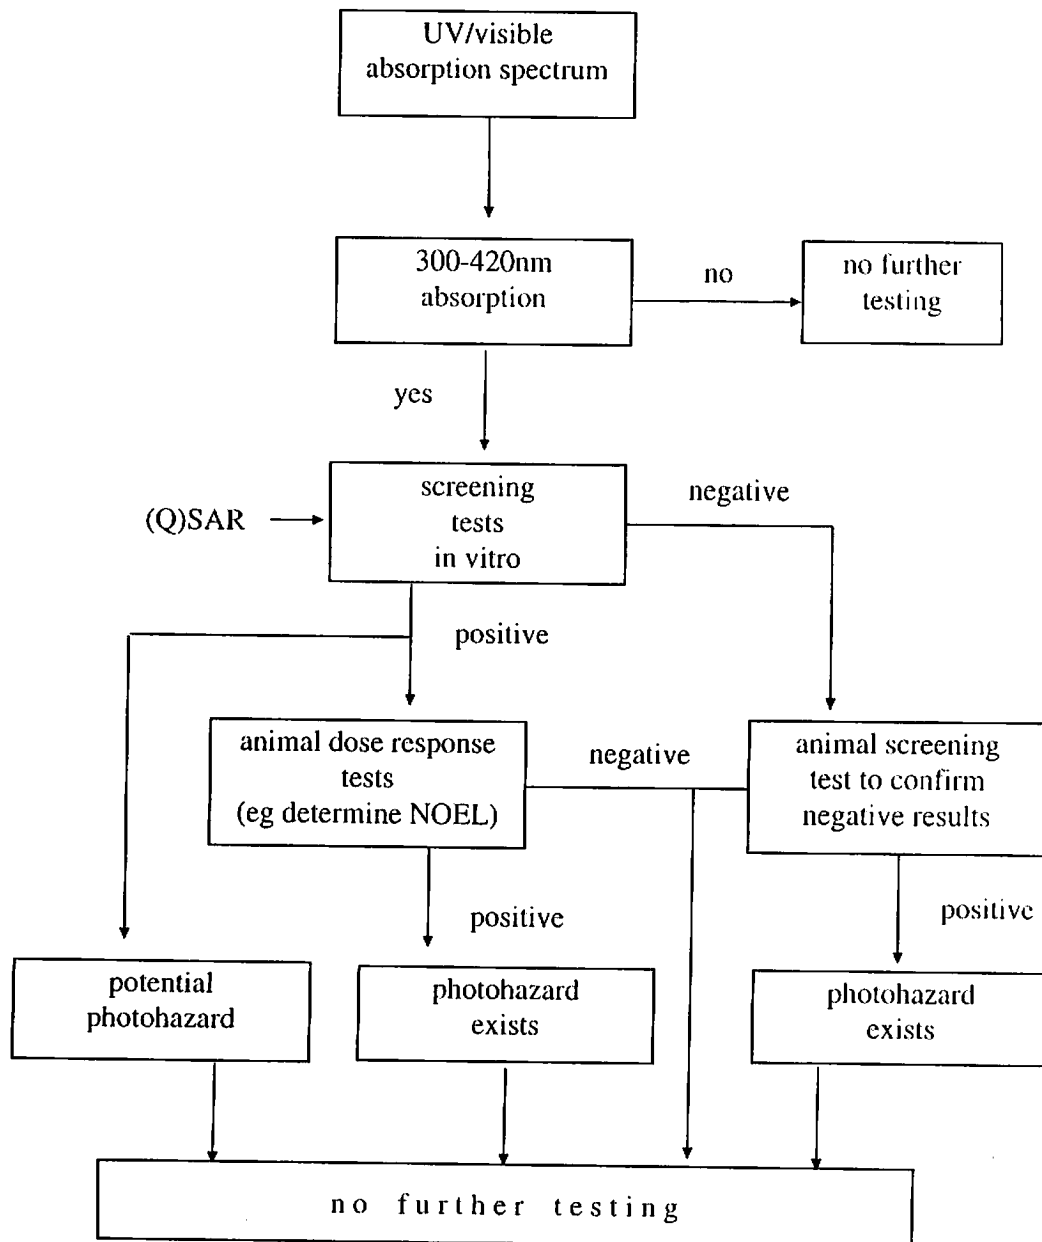 UV/visible
absorption spectrum
300-420nm
absorption
no
no further
testing
yes
(Q)SAR
screening
tests
in vitro
negative
positive
animal dose response
tests
(eg determine NOEL)
negative
animal screening
test to confirm
negative results
positive
positive
potential
photohazard
photohazard
exists
photohazard
exists
no further testing